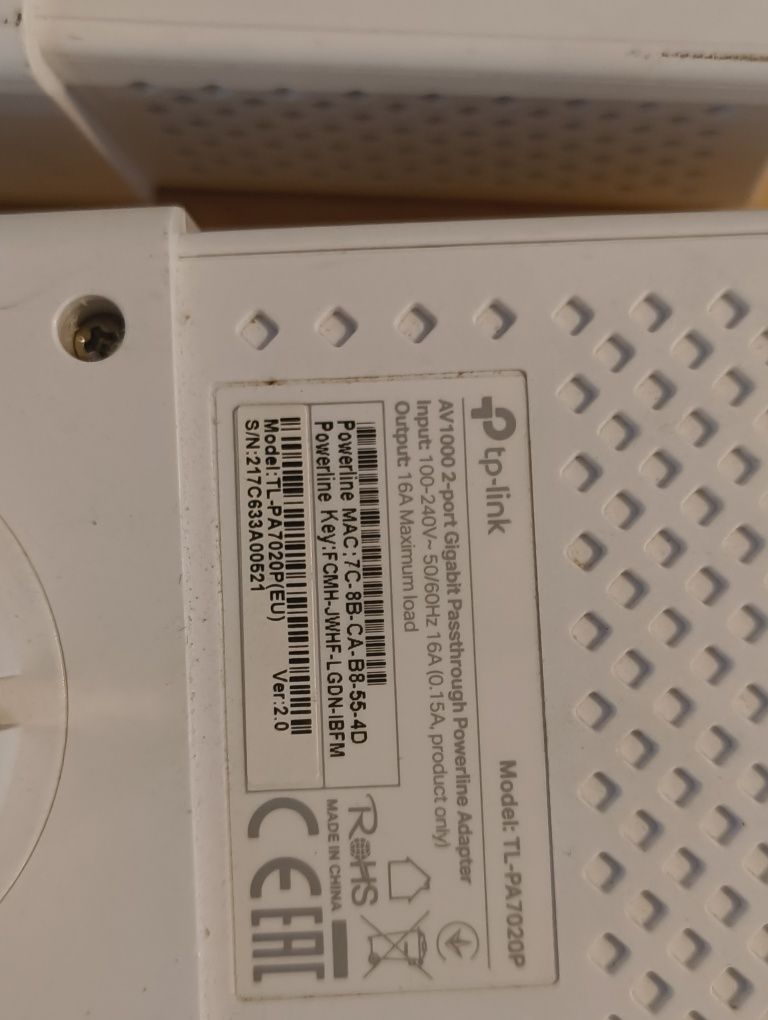 tp-link
Model: TL-PA7020P
AV1000 2-port Gigabit Passthrough Powerline Adapter
Input: 100-240V~ 50/60Hz 16A (0.15A, product only)
Output: 16A Maximum load
Powerline MAC:7C-8B-CA-B8-55-4D
Powerline Key:FCMH-JWHF-LGDN-IBFM
Model:TL-PA7020P(EU) Ver:2.0
S/N:217C633A00521
RoHS
MADE IN CHINA
CE EAC